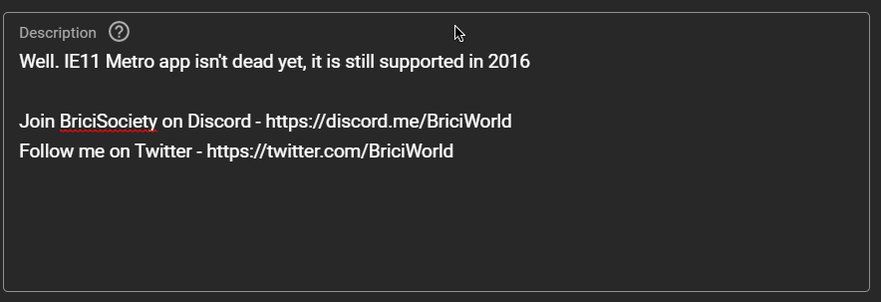 Description ?
Well. IE11 Metro app isn't dead yet, it is still supported in 2016
Join BriciSociety on Discord - https://discord.me/BriciWorld
Follow me on Twitter - https://twitter.com/BriciWorld